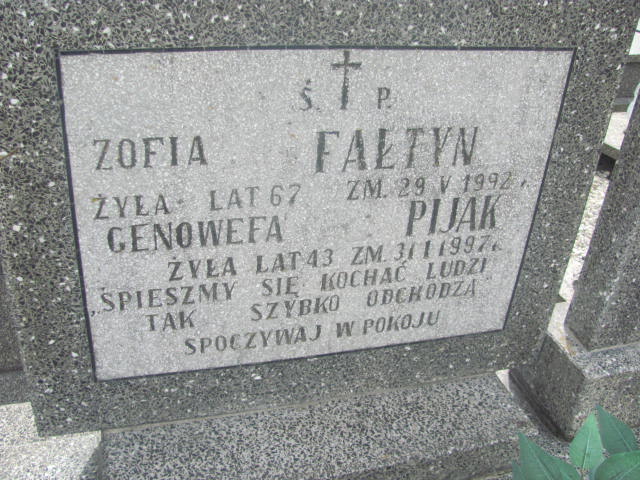 Ś. P.
ZOFIA FAŁTYN
ŻYŁA LAT 67 ZM. 29 V 1992 r.
GENOWEFA PIJAK
ŻYŁA LAT 43 ZM. 31 I 1997 r.
„ŚPIESZMY SIĘ KOCHAĆ LUDZI
TAK SZYBKO ODCHODZĄ"
SPOCZYWAJ W POKOJU